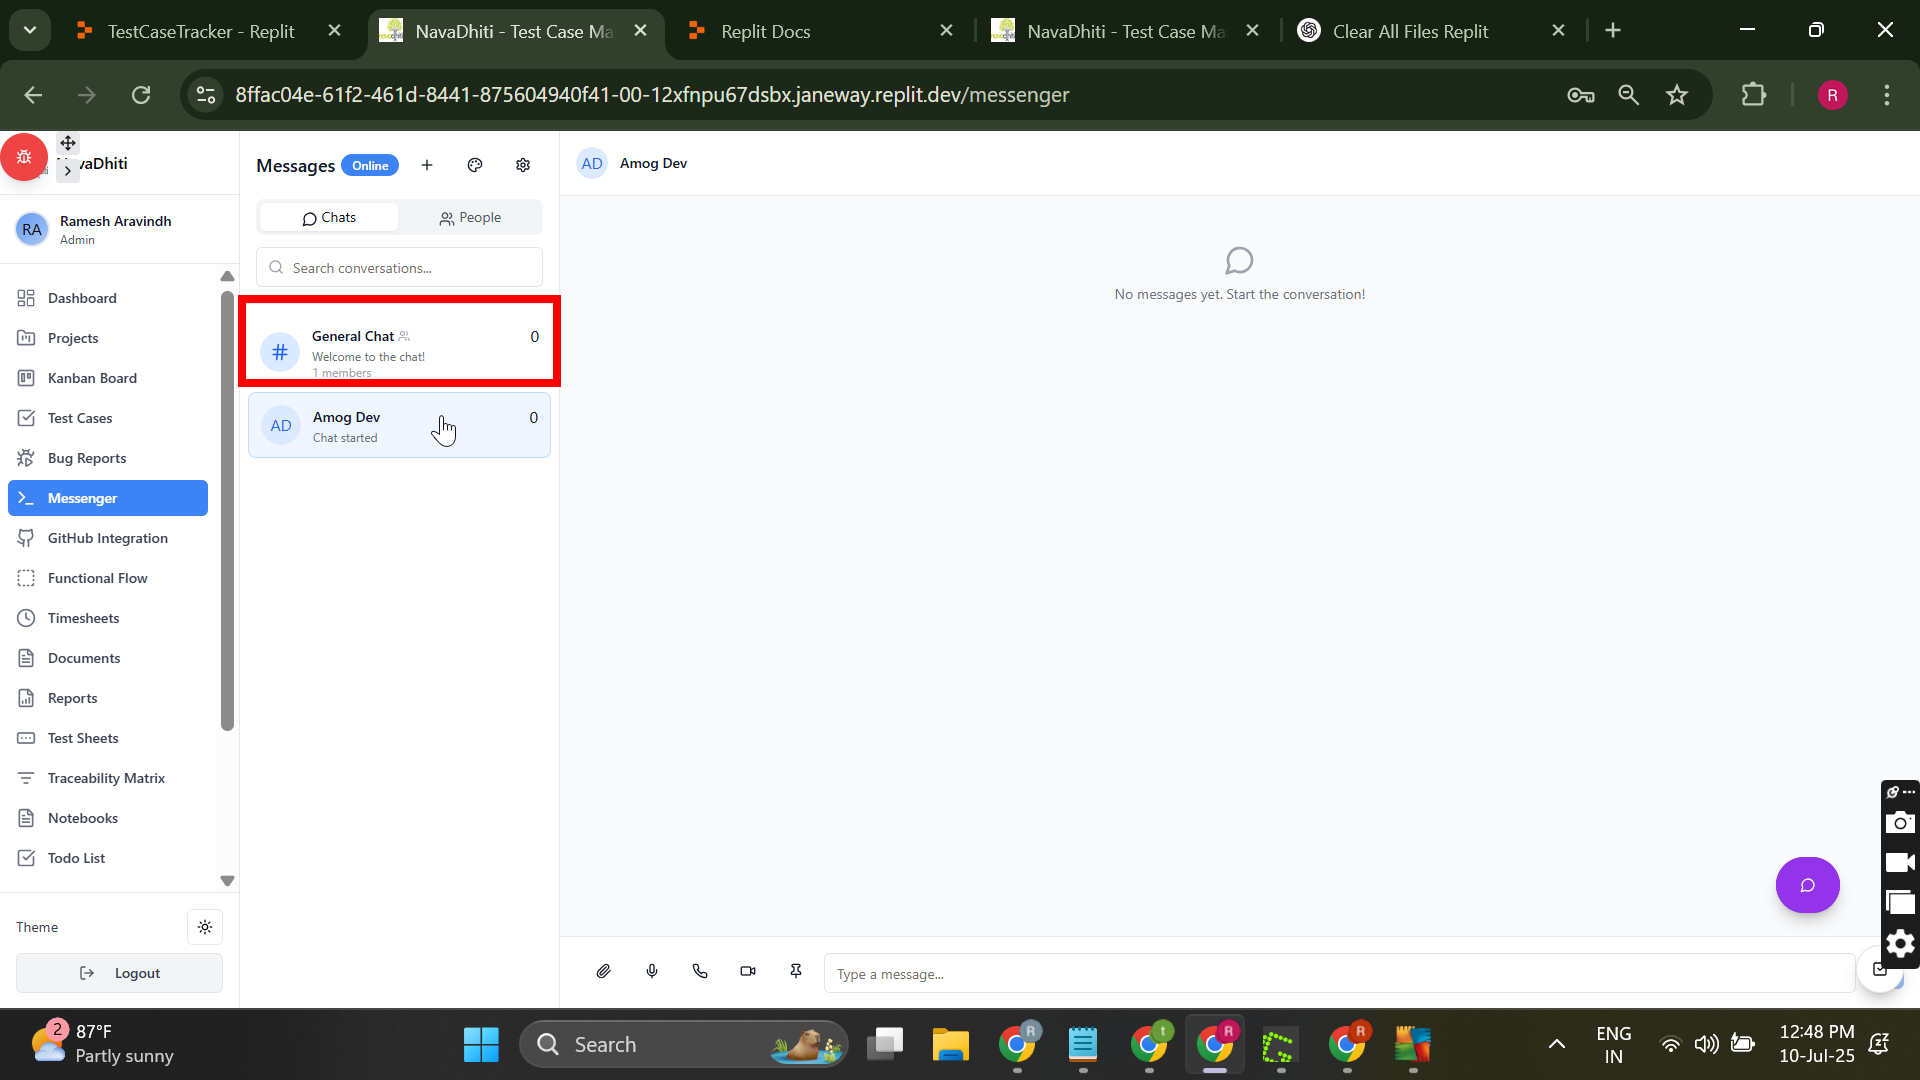 TestCaseTracker - Replit
NavaDhiti - Test Case Ma
Replit Docs
NavaDhiti - Test Case Ma
Clear All Files Replit
8ffac04e-61f2-461d-8441-875604940f41-00-12xfnpu67dsbx.janeway.replit.dev/messenger
R
vaDhiti
RA
Ramesh Aravindh
Admin
Dashboard
Projects
Kanban Board
Test Cases
Bug Reports
Messenger
GitHub Integration
Functional Flow
Timesheets
Documents
Reports
Test Sheets
Traceability Matrix
Notebooks
Todo List
Theme
Logout
Messages
Online
Chats
People
Search conversations...
#
General Chat
0
Welcome to the chat!
1 members
AD
Amog Dev
0
Chat started
AD
Amog Dev
No messages yet. Start the conversation!
Type a message...
2
87°F
Partly sunny
Search
R
t
R
R
ENG
IN
12:48 PM
10-Jul-25